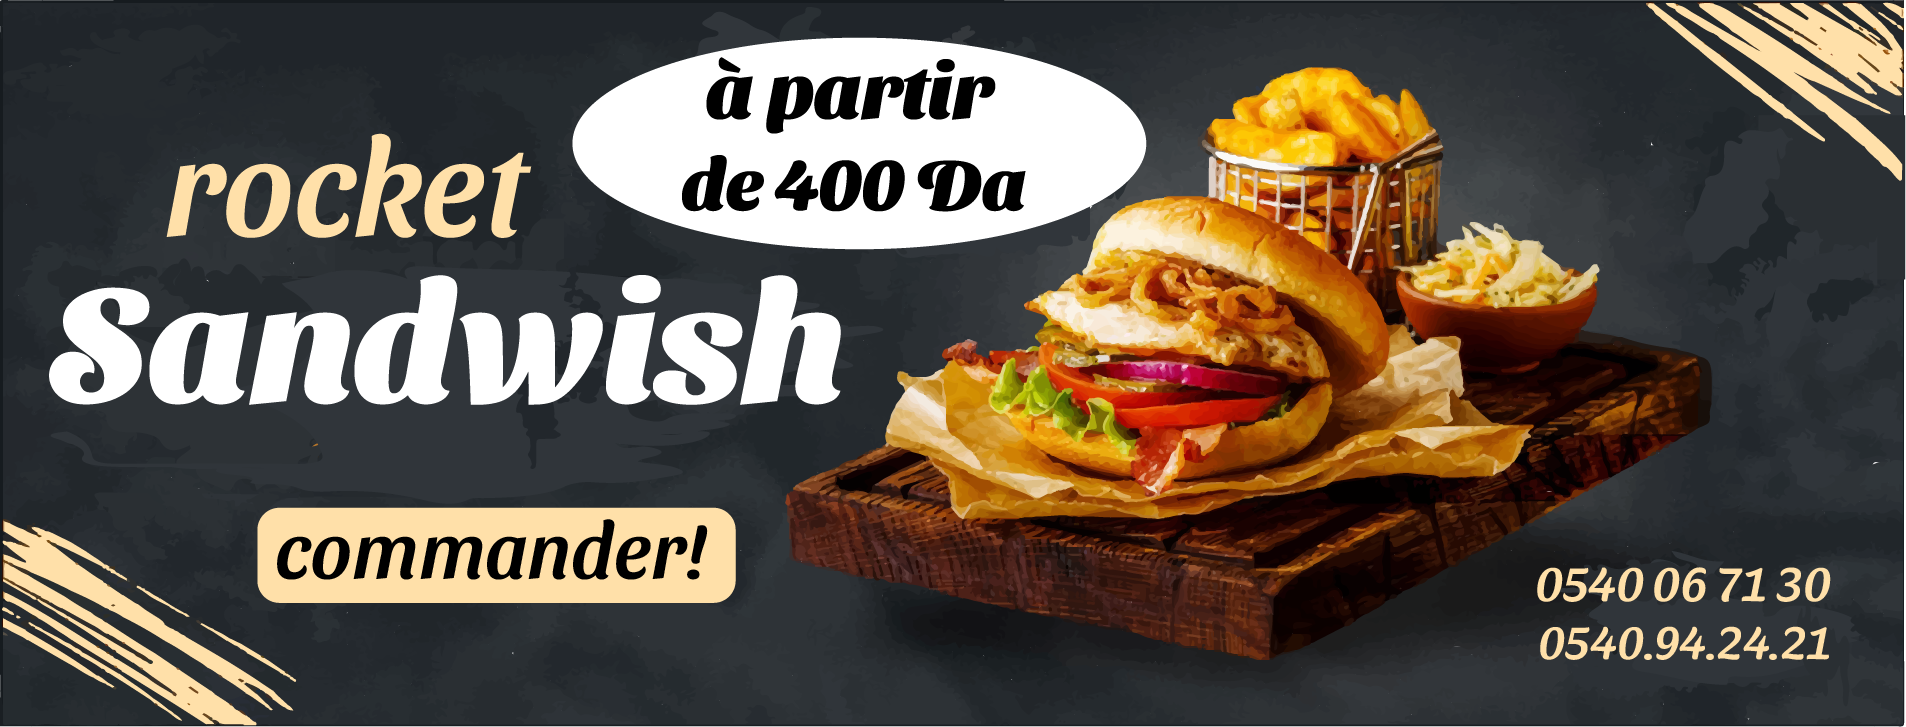 à partir
de 400 Da
rocket
Sandwish
commander!
0540 06 71 30
0540.94.24.21